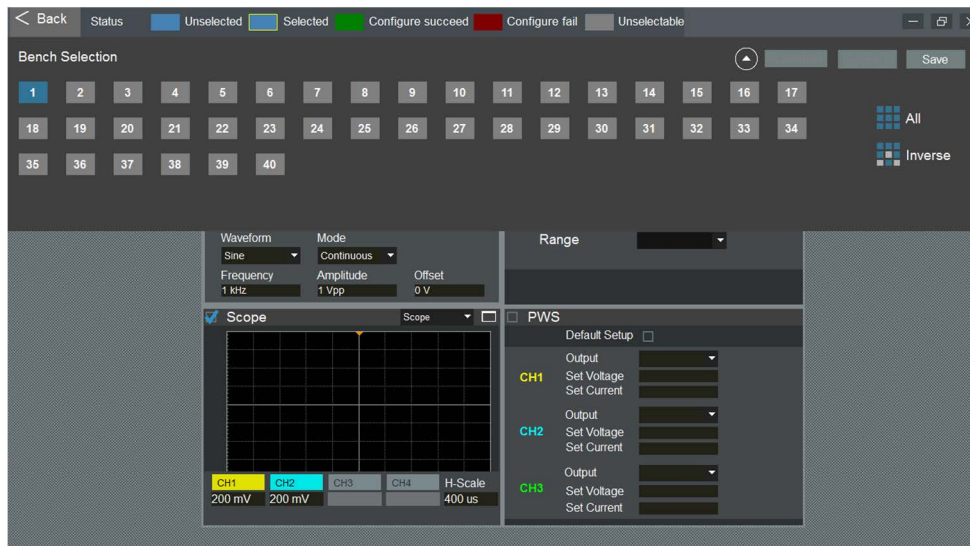 Back Status Unselected Selected Configure succeed Configure fail Unselectable
Bench Selection
Save
1 2 3 4 5 6 7 8 9 10 11 12 13 14 15 16 17
All
18 19 20 21 22 23 24 25 26 27 28 29 30 31 32 33 34
Inverse
35 36 37 38 39 40
Waveform Mode
Sine Continuous
Frequency Amplitude Offset
1 kHz 1 Vpp 0 V
Range
Scope Scope
CH1 CH2 CH3 CH4 H-Scale
200 mV 200 mV 400 us
PWS
Default Setup
Output
CH1 Set Voltage
Set Current
Output
CH2 Set Voltage
Set Current
Output
CH3 Set Voltage
Set Current